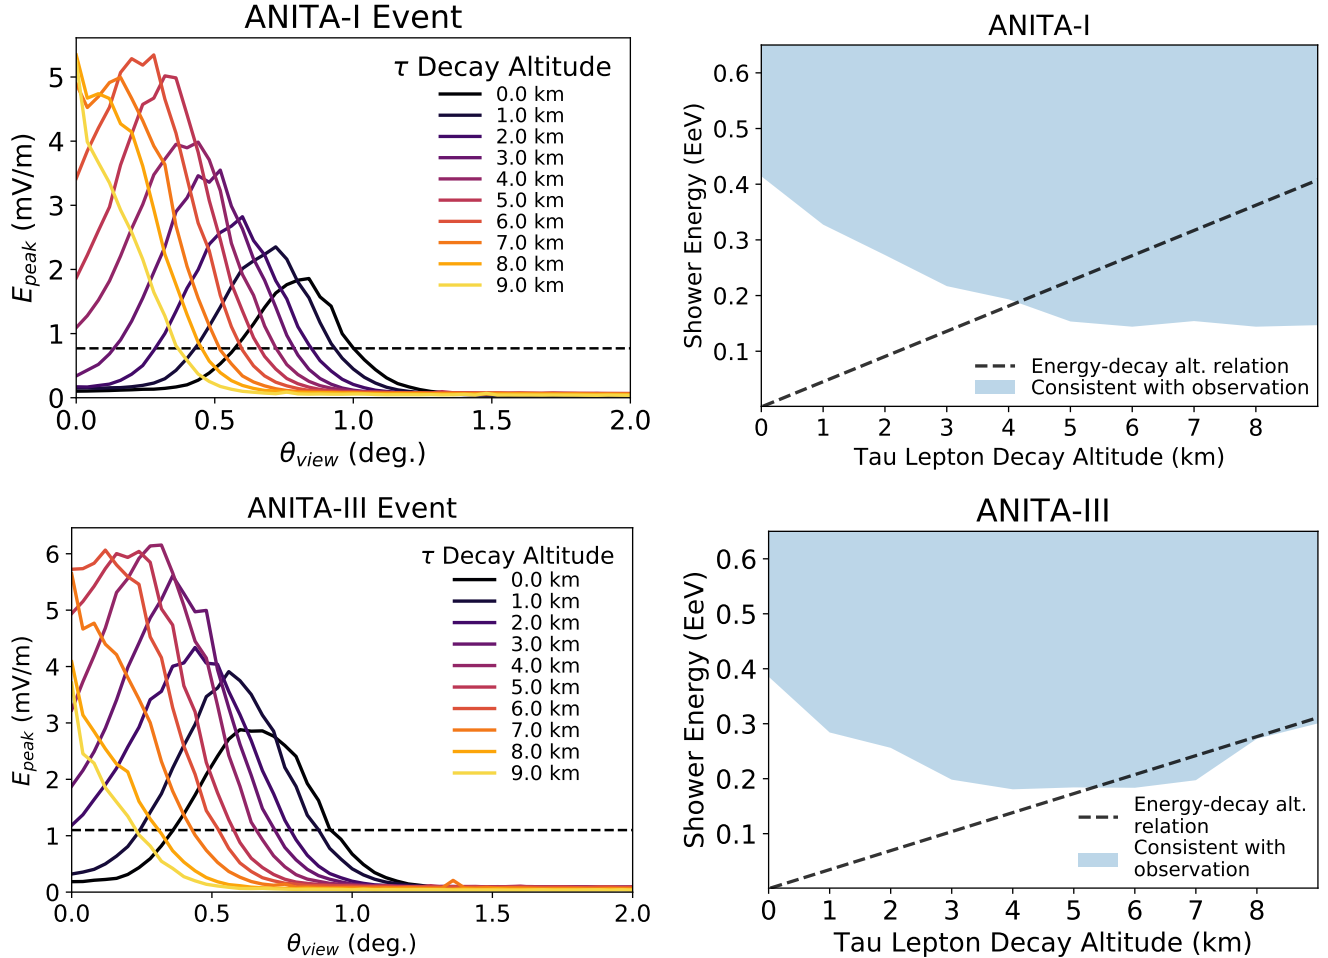 ANITA-I Event
τ Decay Altitude
0.0 km
1.0 km
2.0 km
3.0 km
4.0 km
5.0 km
6.0 km
7.0 km
8.0 km
9.0 km
5
4
3
2
1
0
E_peak (mV/m)
0.0 0.5 1.0 1.5 2.0
θ_view (deg.)
ANITA-I
0.6
0.5
0.4
0.3
0.2
0.1
Shower Energy (EeV)
Energy-decay alt. relation
Consistent with observation
0 1 2 3 4 5 6 7 8
Tau Lepton Decay Altitude (km)
ANITA-III Event
τ Decay Altitude
0.0 km
1.0 km
2.0 km
3.0 km
4.0 km
5.0 km
6.0 km
7.0 km
8.0 km
9.0 km
6
5
4
3
2
1
0
E_peak (mV/m)
0.0 0.5 1.0 1.5 2.0
θ_view (deg.)
ANITA-III
0.6
0.5
0.4
0.3
0.2
0.1
Shower Energy (EeV)
Energy-decay alt.
relation
Consistent with
observation
0 1 2 3 4 5 6 7 8
Tau Lepton Decay Altitude (km)